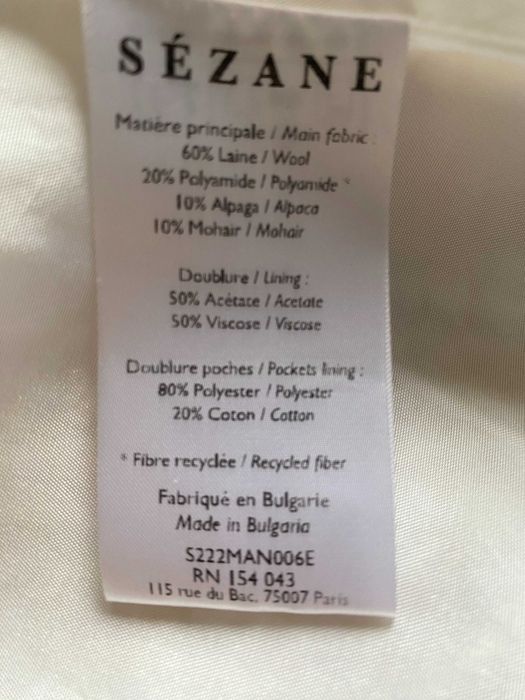 SÉZANE
Matière principale / Main fabric :
60% Laine / Wool
20% Polyamide / Polyamide *
10% Alpaga / Alpaca
10% Mohair / Mohair
Doublure / Lining :
50% Acétate / Acetate
50% Viscose / Viscose
Doublure poches / Pockets lining :
80% Polyester / Polyester
20% Coton / Cotton
* Fibre recyclée / Recycled fiber
Fabriqué en Bulgarie
Made in Bulgaria
S222MAN006E
RN 154 043
115 rue du Bac, 75007 Paris